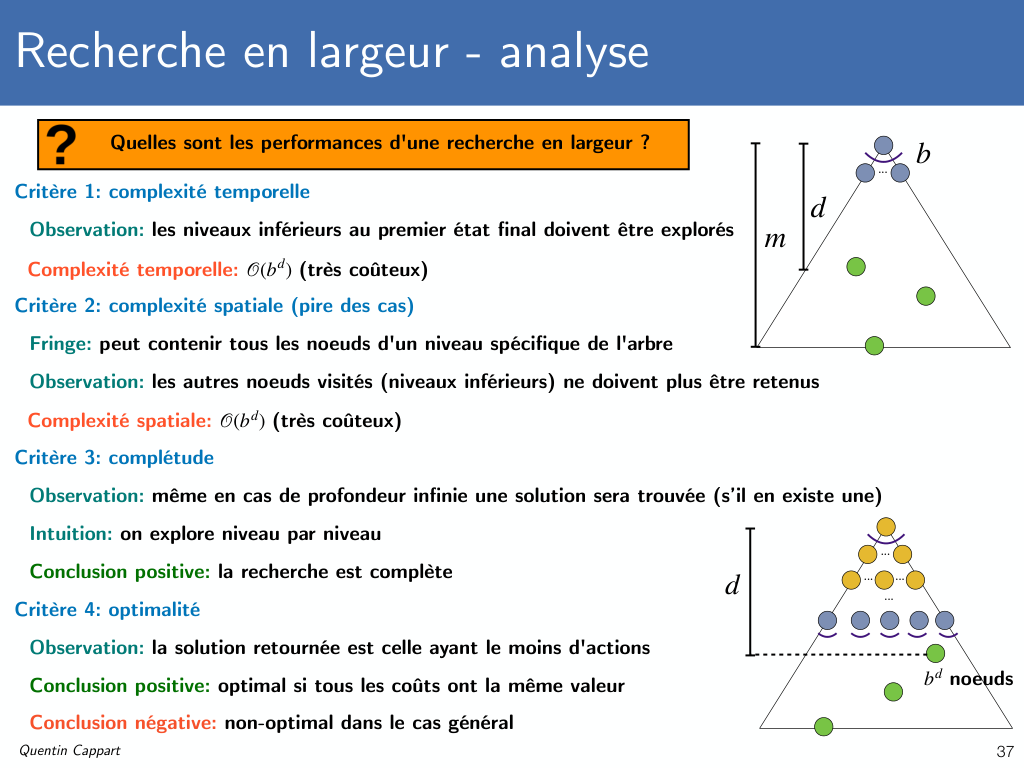 Recherche en largeur - analyse
? Quelles sont les performances d'une recherche en largeur ?
Critère 1: complexité temporelle
Observation: les niveaux inférieurs au premier état final doivent être explorés
Complexité temporelle: 𝒪(b^d) (très coûteux)
Critère 2: complexité spatiale (pire des cas)
Fringe: peut contenir tous les noeuds d'un niveau spécifique de l'arbre
Observation: les autres noeuds visités (niveaux inférieurs) ne doivent plus être retenus
Complexité spatiale: 𝒪(b^d) (très coûteux)
Critère 3: complétude
Observation: même en cas de profondeur infinie une solution sera trouvée (s'il en existe une)
Intuition: on explore niveau par niveau
Conclusion positive: la recherche est complète
Critère 4: optimalité
Observation: la solution retournée est celle ayant le moins d'actions
Conclusion positive: optimal si tous les coûts ont la même valeur
Conclusion négative: non-optimal dans le cas général
b
...
d
m
...
... ...
...
d
b^d noeuds
Quentin Cappart
37